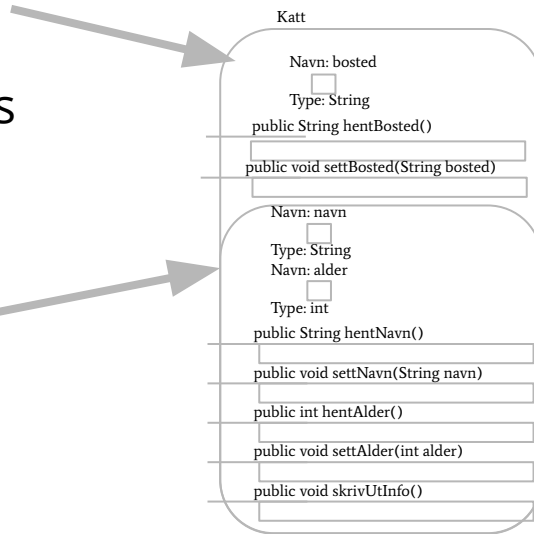 Katt
Navn: bosted
Type: String
s
public String hentBosted()
public void settBosted(String bosted)
Navn: navn
Type: String
Navn: alder
Type: int
public String hentNavn()
public void settNavn(String navn)
public int hentAlder()
public void settAlder(int alder)
public void skrivUtInfo()